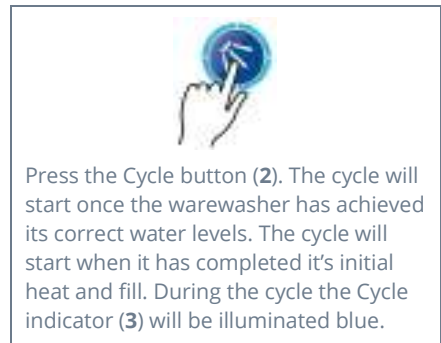 Press the Cycle button (2). The cycle will
start once the warewasher has achieved
its correct water levels. The cycle will
start when it has completed it’s initial
heat and fill. During the cycle the Cycle
indicator (3) will be illuminated blue.